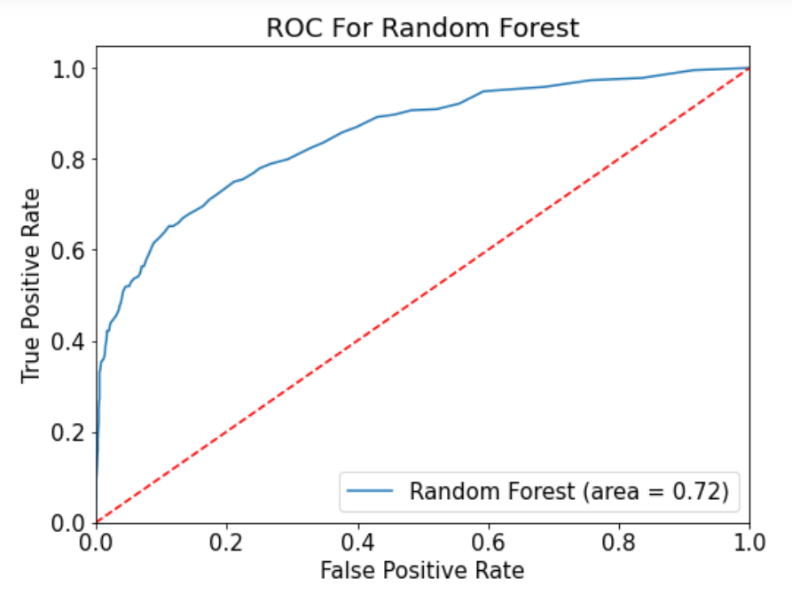 ROC For Random Forest
True Positive Rate
1.0
0.8
0.6
0.4
0.2
0.0
Random Forest (area = 0.72)
0.0 0.2 0.4 0.6 0.8 1.0
False Positive Rate